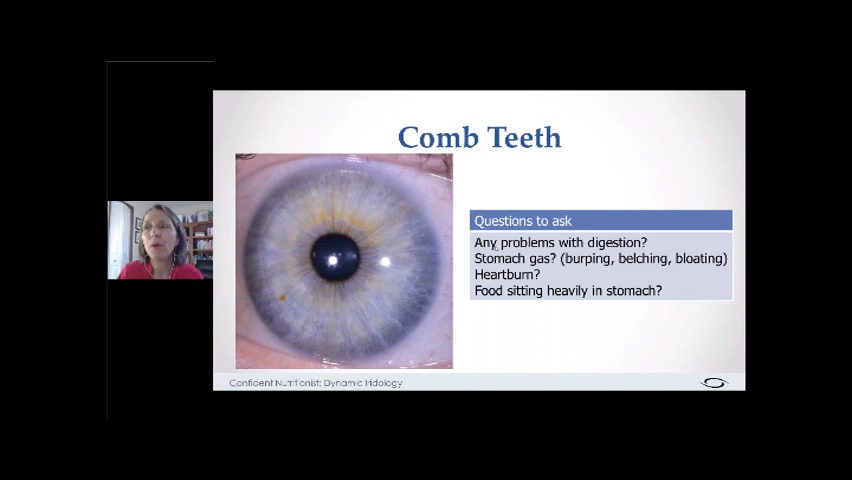 Comb Teeth
Questions to ask
Any problems with digestion?
Stomach gas? (burping, belching, bloating)
Heartburn?
Food sitting heavily in stomach?
Confident Nutritionist: Dynamic Iridology